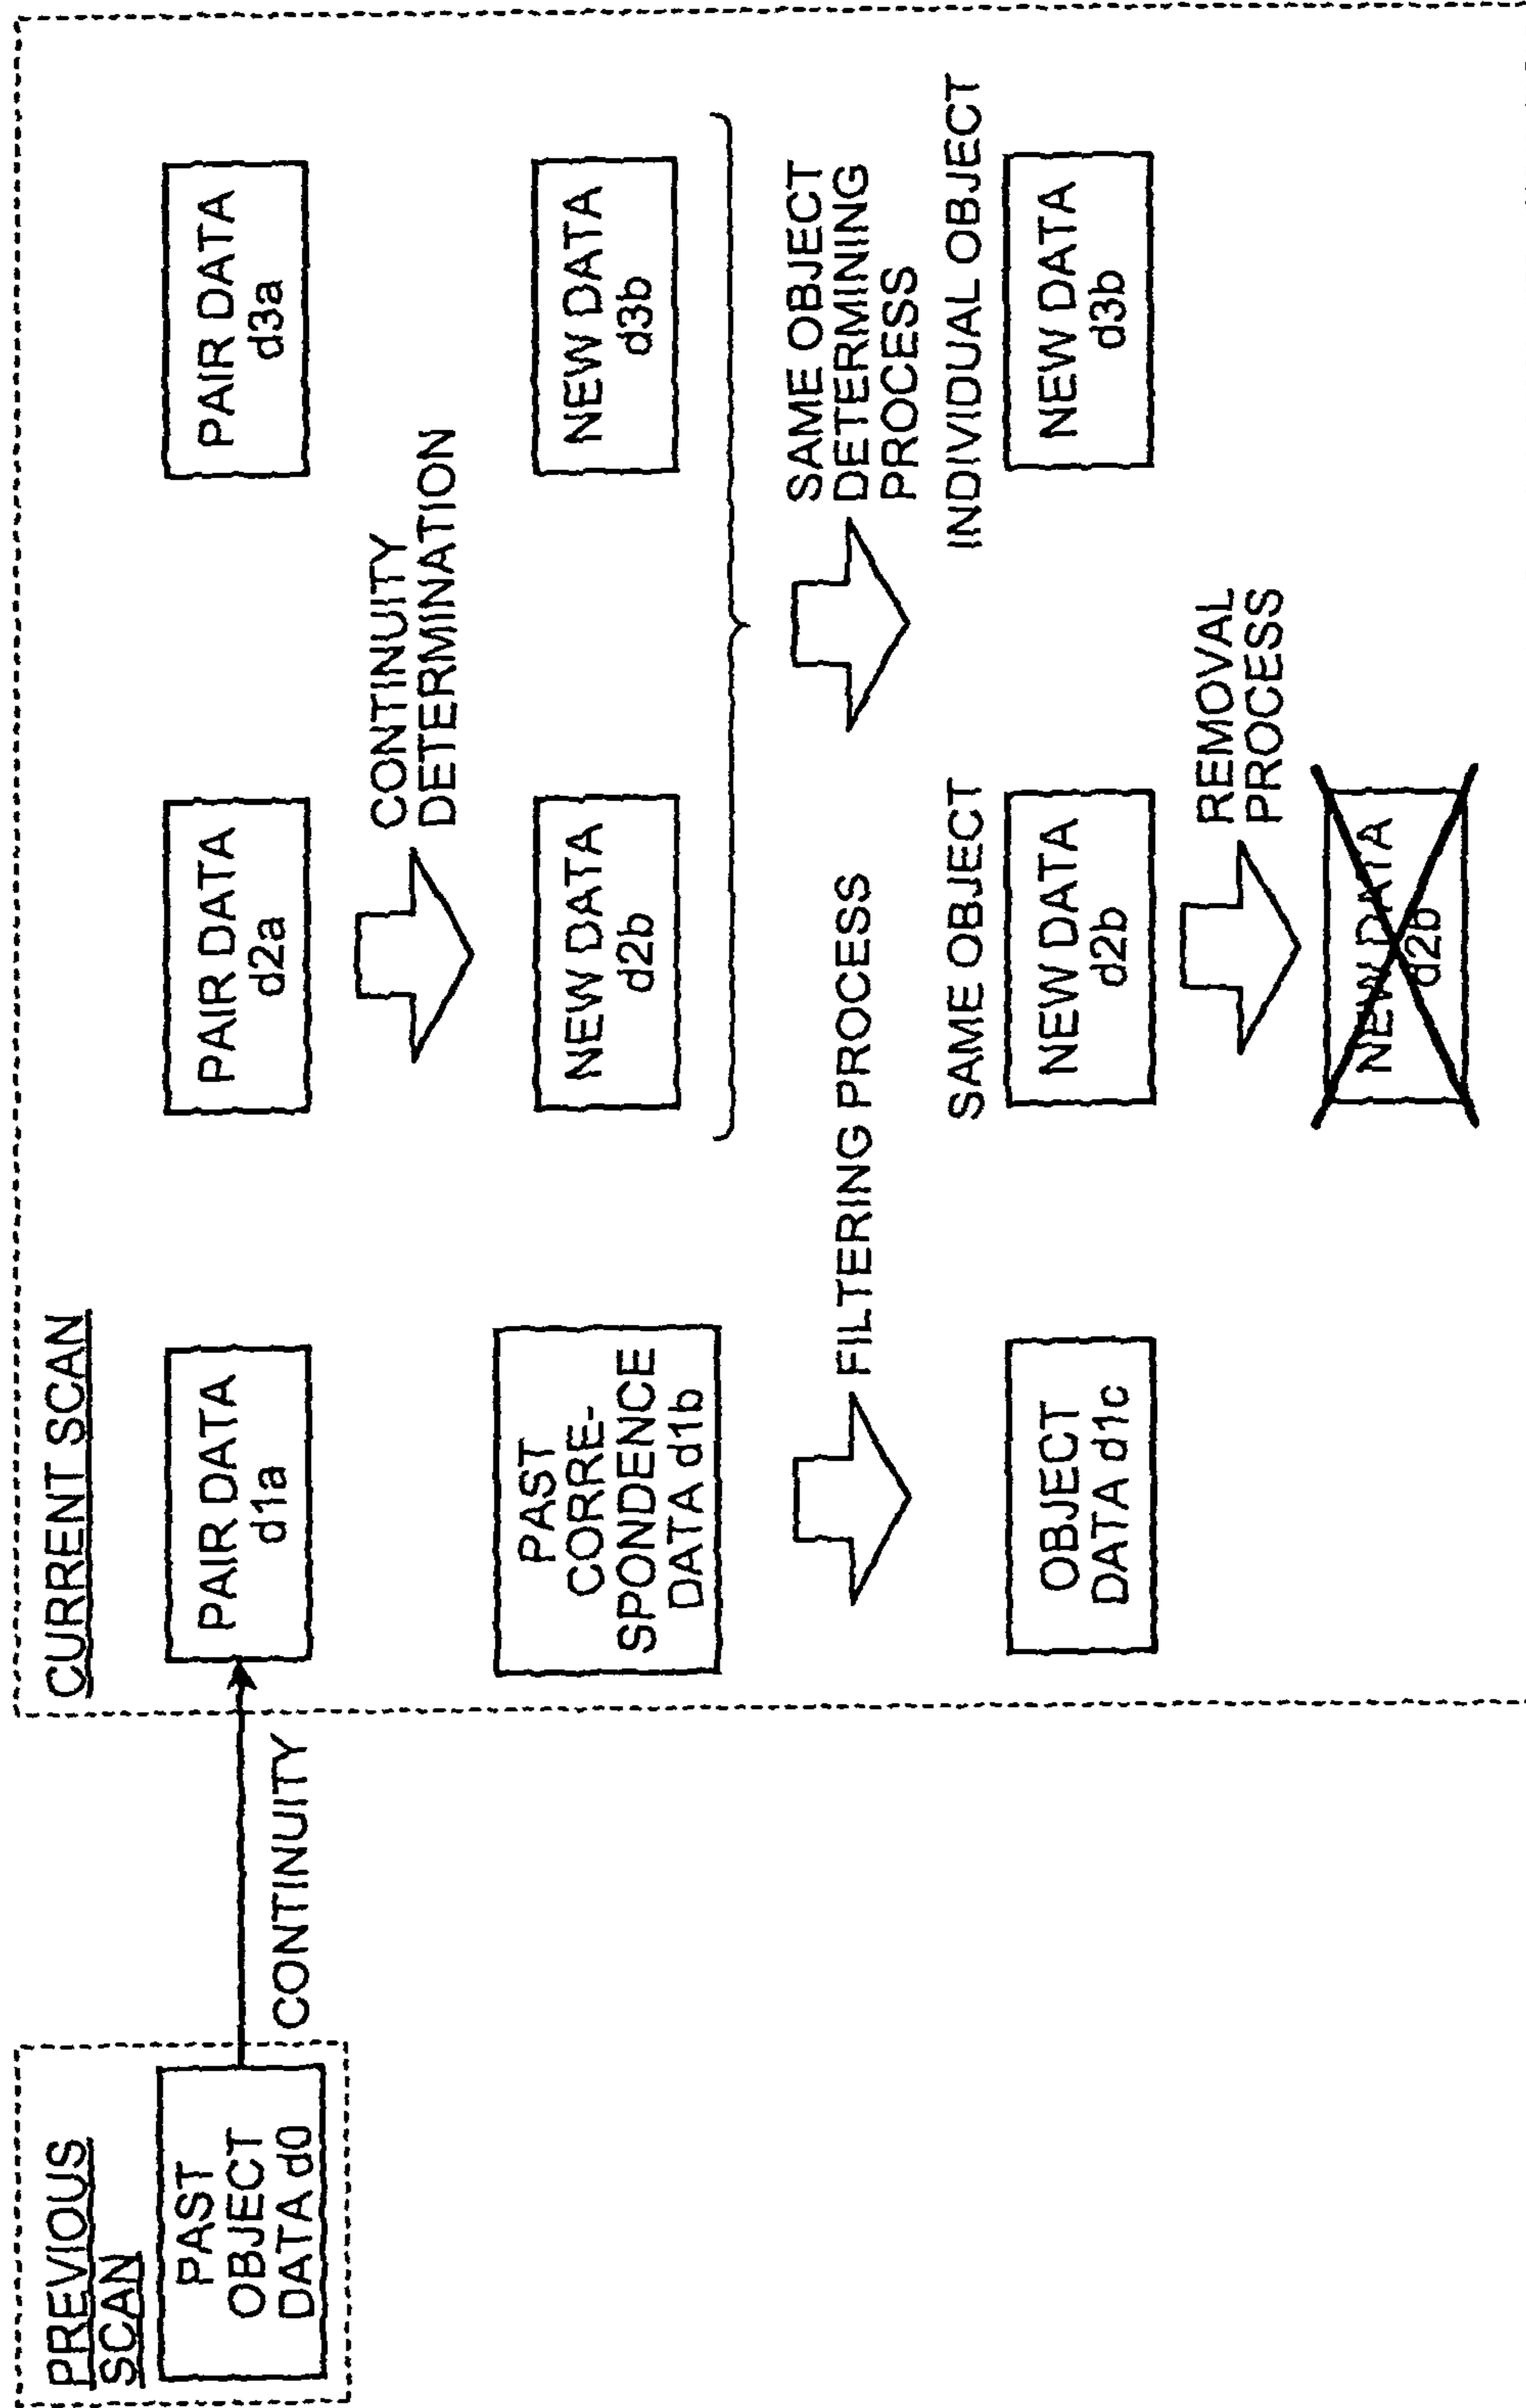 PREVIOUS
SCAN
PAST
OBJECT
DATA d0
CONTINUITY
CURRENT SCAN
PAIR DATA
d1a
PAIR DATA
d2a
PAIR DATA
d3a
CONTINUITY
DETERMINATION
PAST
CORRE-
SPONDENCE
DATA d1b
NEW DATA
d2b
NEW DATA
d3b
FILTERING PROCESS
SAME OBJECT
DETERMINING
PROCESS
SAME OBJECT
INDIVIDUAL OBJECT
OBJECT
DATA d1c
NEW DATA
d2b
NEW DATA
d3b
REMOVAL
PROCESS
NEW DATA
d2b